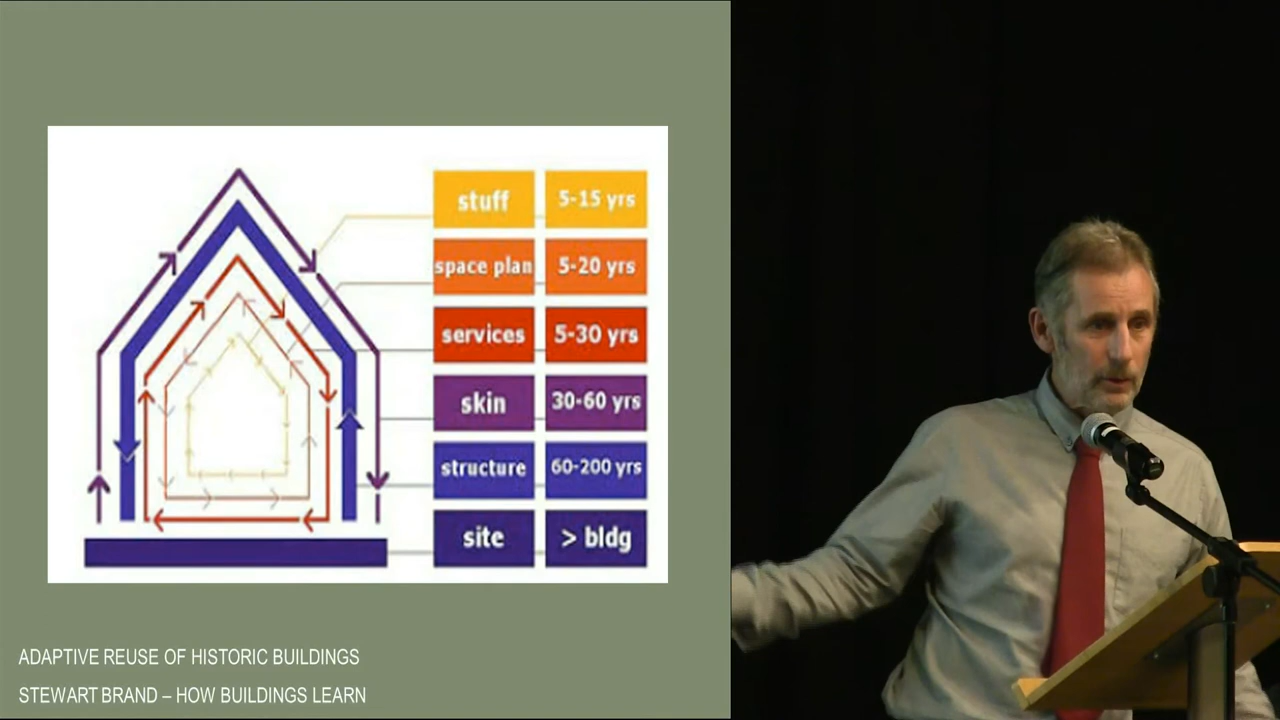 stuff 5-15 yrs
space plan 5-20 yrs
services 5-30 yrs
skin 30-60 yrs
structure 60-200 yrs
site > bldg
ADAPTIVE REUSE OF HISTORIC BUILDINGS
STEWART BRAND – HOW BUILDINGS LEARN